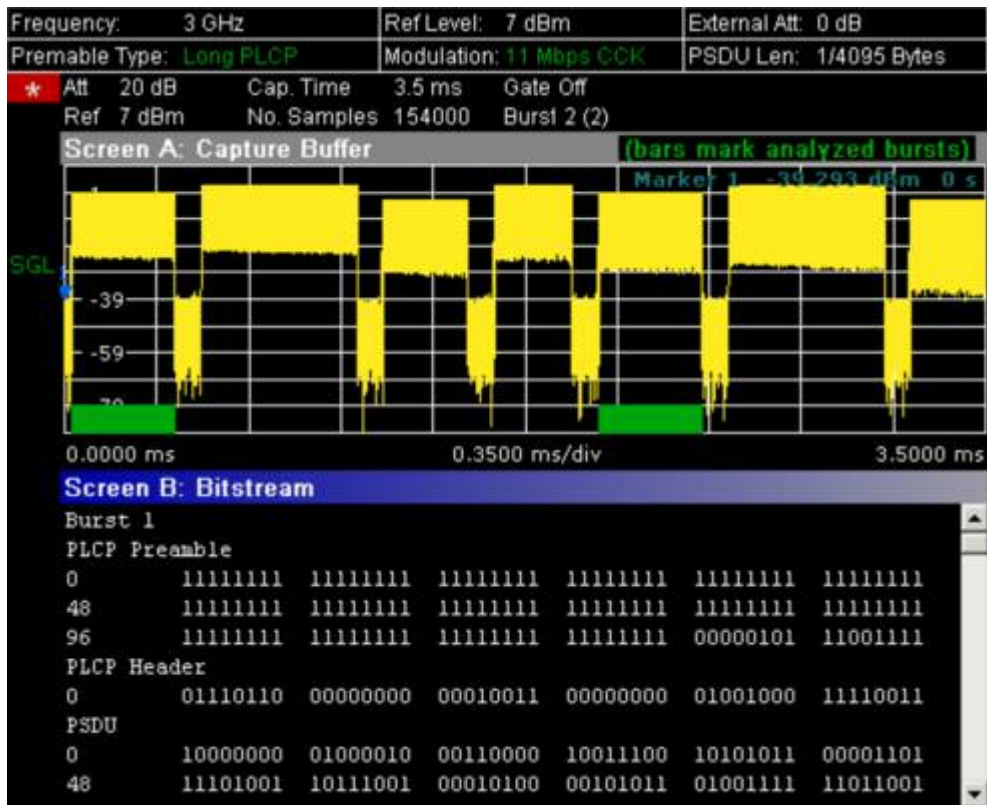 Frequency: 3 GHz Ref Level: 7 dBm External Att: 0 dB
Premable Type: Long PLCP Modulation: 11 Mbps CCK PSDU Len: 1/4095 Bytes
* Att 20 dB Cap. Time 3.5 ms Gate Off
Ref 7 dBm No. Samples 154000 Burst 2 (2)
Screen A: Capture Buffer (bars mark analyzed bursts)
Marker 1 -39.293 dBm 0 s
SGL
1
-39
-59
0.0000 ms 0.3500 ms/div 3.5000 ms
Screen B: Bitstream
Burst 1
PLCP Preamble
0 11111111 11111111 11111111 11111111 11111111 11111111
48 11111111 11111111 11111111 11111111 11111111 11111111
96 11111111 11111111 11111111 11111111 00000101 11001111
PLCP Header
0 01110110 00000000 00010011 00000000 01001000 11110011
PSDU
0 10000000 01000010 00110000 10011100 10101011 00001101
48 11101001 10111001 00010100 00101011 01001111 11011001